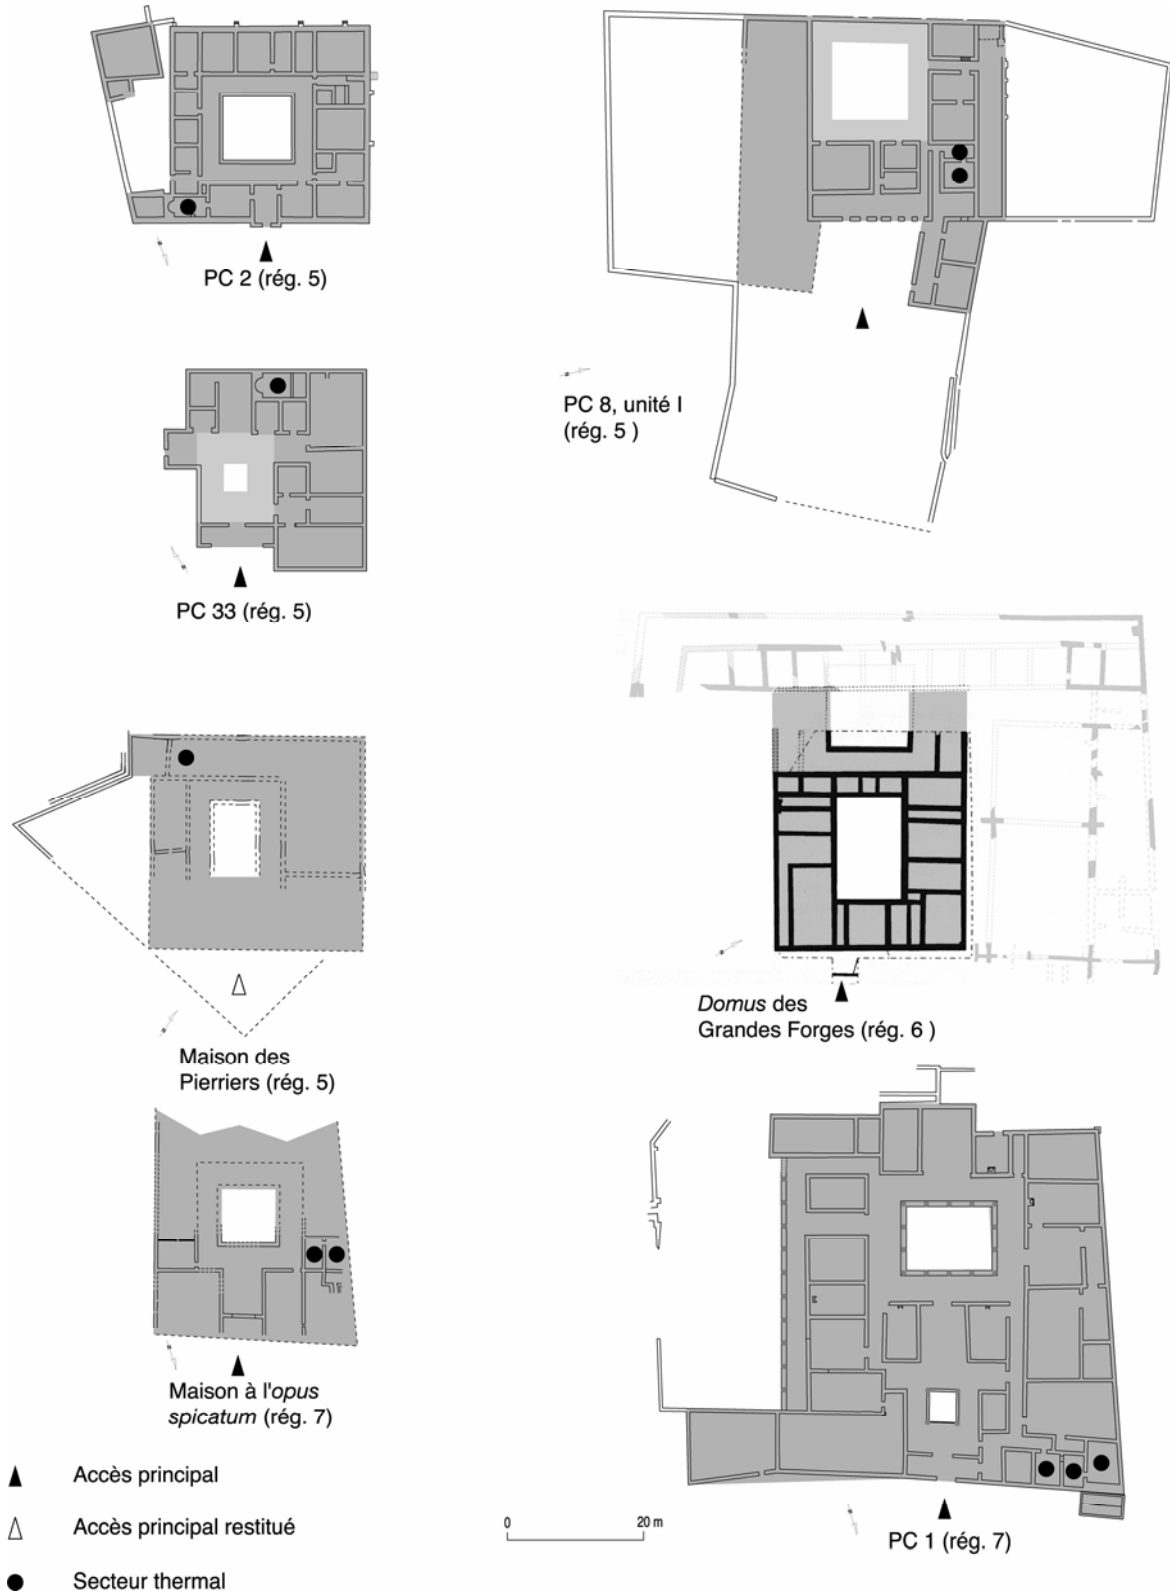 PC 2 (rég. 5)
PC 8, unité I
(rég. 5 )
PC 33 (rég. 5)
Maison des
Pierriers (rég. 5)
Domus des
Grandes Forges (rég. 6 )
Maison à l'opus
spicatum (rég. 7)
PC 1 (rég. 7)
Accès principal
Accès principal restitué
Secteur thermal
0 20 m